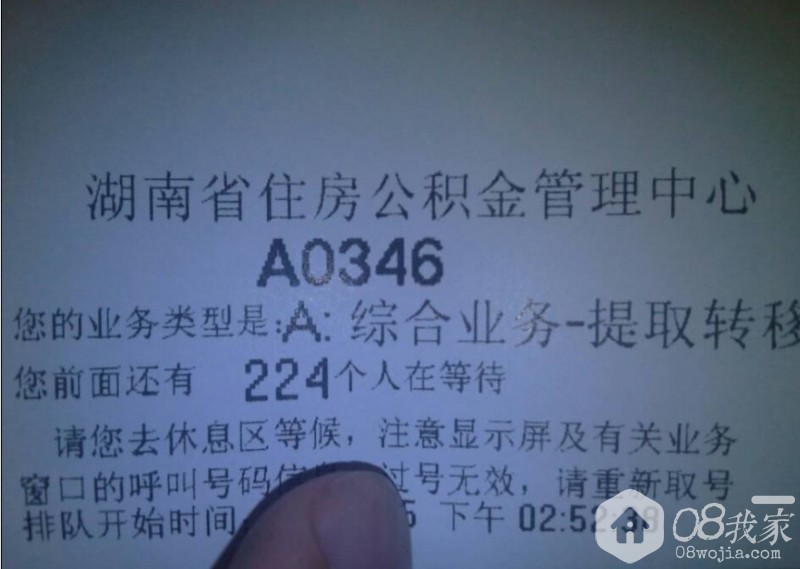 湖南省住房公积金管理中心
A0346
您的业务类型是:A: 综合业务-提取转移
您前面还有 224个人在等待
请您去休息区等候，注意显示屏及有关业务
窗口的呼叫号码 过号无效，请重新取号
排队开始时间: 下午 02:52:
08我家
08wojia.com